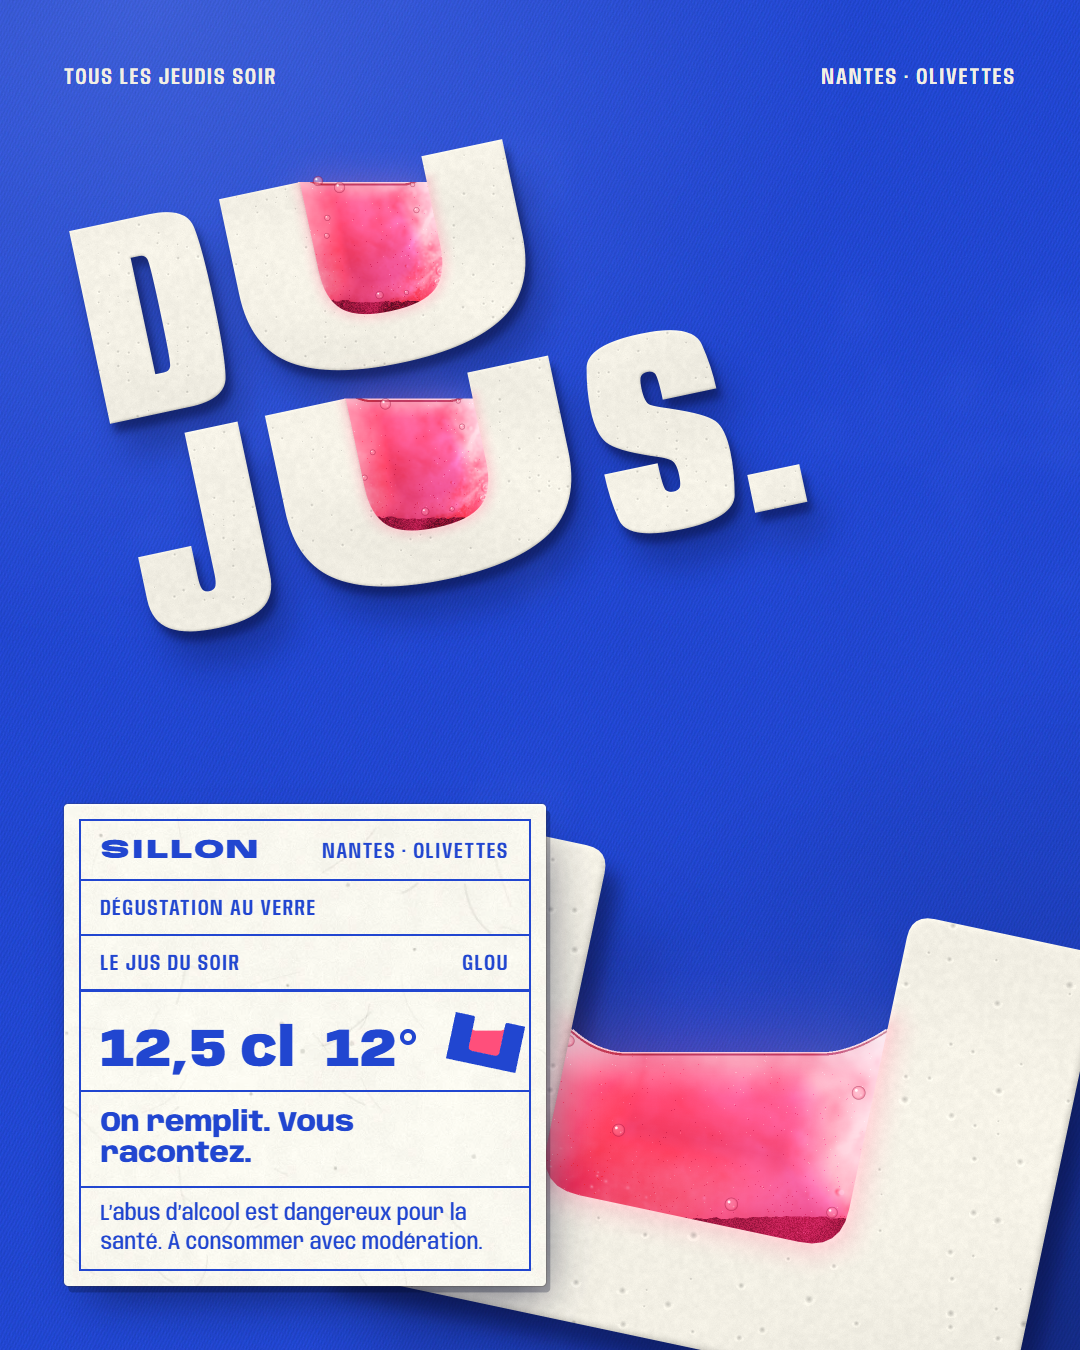 TOUS LES JEUDIS SOIR
NANTES · OLIVETTES
DU
JUS.
SILLON
NANTES · OLIVETTES
DÉGUSTATION AU VERRE
LE JUS DU SOIR
GLOU
12,5 cl 12°
On remplit. Vous
racontez.
L'abus d'alcool est dangereux pour la
santé. À consommer avec modération.